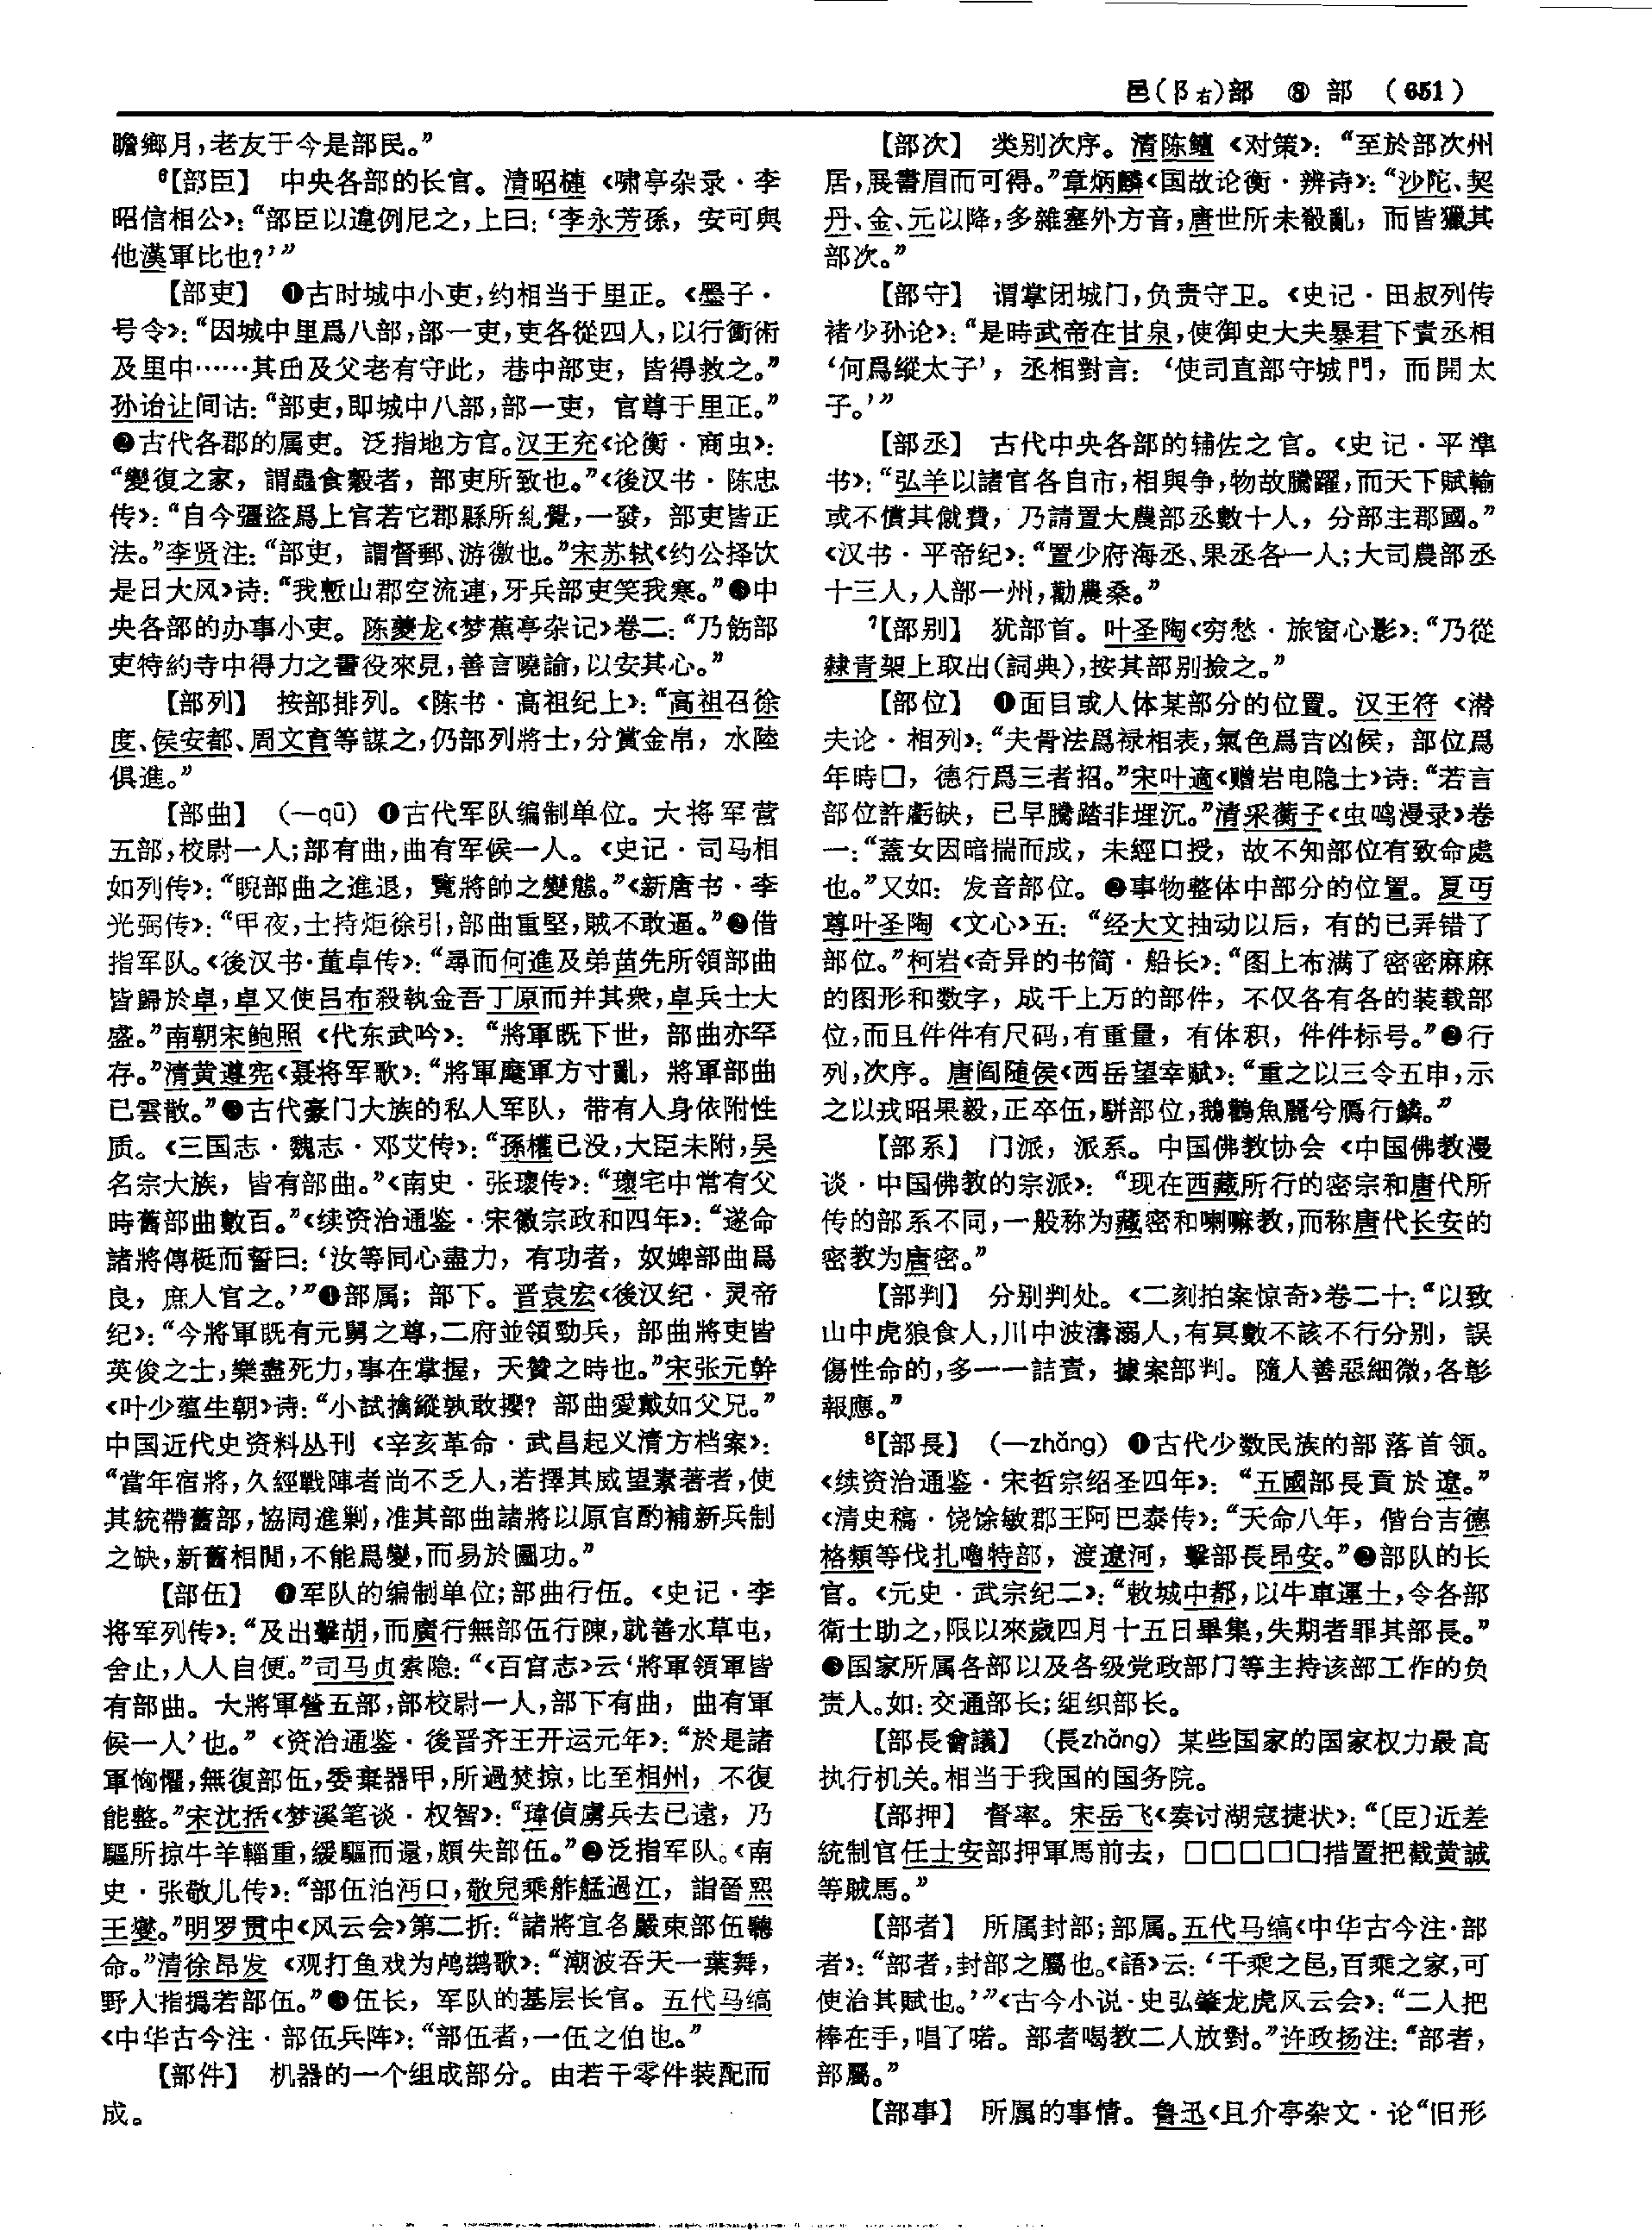 邑(阝右)部 ⑧ 部 (651)
瞻鄉月,老友于今是部民。”
⁶【部臣】 中央各部的长官。清昭梿《啸亭杂录·李
昭信相公》:“部臣以違例尼之,上曰:‘李永芳孫,安可與
他漢軍比也?’”
【部吏】 ❶古时城中小吏,约相当于里正。《墨子·
号令》:“因城中里爲八部,部一吏,吏各從四人,以行衝術
及里中……其缶及父老有守此,巷中部吏,皆得救之。”
孙诒让间诂:“部吏,即城中八部,部一吏,官尊于里正。”
❷古代各郡的属吏。泛指地方官。汉王充《论衡·商虫》:
“變復之家,謂蟲食穀者,部吏所致也。”《後汉书·陈忠
传》:“自今彊盜爲上官若它郡縣所糺覺,一發,部吏皆正
法。”李贤注:“部吏,謂督郵、游徼也。”宋苏轼《约公择饮
是日大风》诗:“我慙山郡空流連,牙兵部吏笑我寒。”❸中
央各部的办事小吏。陈夔龙《梦蕉亭杂记》卷二:“乃飭部
吏特約寺中得力之書役來見,善言曉諭,以安其心。”
【部列】 按部排列。《陈书·高祖纪上》:“高祖召徐
度、侯安都、周文育等謀之,仍部列將士,分賞金帛,水陸
俱進。”
【部曲】 (—qū) ❶古代军队编制单位。大将军营
五部,校尉一人;部有曲,曲有军候一人。《史记·司马相
如列传》:“睨部曲之進退,覽將帥之變態。”《新唐书·李
光弼传》:“甲夜,士持炬徐引,部曲重堅,賊不敢逼。”❷借
指军队。《後汉书·董卓传》:“尋而何進及弟苗先所領部曲
皆歸於卓,卓又使呂布殺執金吾丁原而并其衆,卓兵士大
盛。”南朝宋鲍照《代东武吟》:“將軍既下世,部曲亦罕
存。”清黄遵宪《聂将军歌》:“將軍麾軍方寸亂,將軍部曲
已雲散。”❸古代豪门大族的私人军队,带有人身依附性
质。《三国志·魏志·邓艾传》:“孫權已没,大臣未附,吴
名宗大族,皆有部曲。”《南史·张瓌传》:“瓌宅中常有父
時舊部曲數百。”《续资治通鉴·宋徽宗政和四年》:“遂命
諸將傳梃而誓曰:‘汝等同心盡力,有功者,奴婢部曲爲
良,庶人官之。’”❹部属;部下。晋袁宏《後汉纪·灵帝
纪》:“今將軍既有元舅之尊,二府並領勁兵,部曲將吏皆
英俊之士,樂盡死力,事在掌握,天贊之時也。”宋张元幹
《叶少蕴生朝》诗:“小試擒縱孰敢攖?部曲愛戴如父兄。”
中国近代史资料丛刊《辛亥革命·武昌起义清方档案》:
“當年宿將,久經戰陣者尚不乏人,若擇其威望素著者,使
其統帶舊部,協同進剿,准其部曲諸將以原官酌補新兵制
之缺,新舊相間,不能爲變,而易於圖功。”
【部伍】 ❶军队的编制单位;部曲行伍。《史记·李
将军列传》:“及出擊胡,而廣行無部伍行陳,就善水草屯,
舍止,人人自便。”司马贞索隐:“《百官志》云‘將軍領軍皆
有部曲。大將軍營五部,部校尉一人,部下有曲,曲有軍
候一人’也。”《资治通鉴·後晋齐王开运元年》:“於是諸
軍恟懼,無復部伍,委棄器甲,所過焚掠,比至相州,不復
能整。”宋沈括《梦溪笔谈·权智》:“瑋偵虜兵去已遠,乃
驅所掠牛羊輜重,緩驅而還,頗失部伍。”❷泛指军队。《南
史·张敬儿传》:“部伍泊沔口,敬兒乘舴艋過江,詣晉熙
王燮。”明罗贯中《风云会》第二折:“諸將宜各嚴束部伍聽
命。”清徐昂发《观打鱼戏为鸬鹚歌》:“潮波吞天一葉舞,
野人指撝若部伍。”❸伍长,军队的基层长官。五代马缟
《中华古今注·部伍兵阵》:“部伍者,一伍之伯也。”
【部件】 机器的一个组成部分。由若干零件装配而
成。
【部次】 类别次序。清陈鳣《对策》:“至於部次州
居,展書眉而可得。”章炳麟《国故论衡·辨诗》:“沙陀、契
丹、金、元以降,多雜塞外方音,唐世所未殽亂,而皆獵其
部次。”
【部守】 谓掌闭城门,负责守卫。《史记·田叔列传
褚少孙论》:“是時武帝在甘泉,使御史大夫暴君下責丞相
‘何爲縱太子’,丞相對言:‘使司直部守城門,而開太
子。’”
【部丞】 古代中央各部的辅佐之官。《史记·平準
书》:“弘羊以諸官各自市,相與争,物故騰躍,而天下賦輸
或不償其僦費,乃請置大農部丞數十人,分部主郡國。”
《汉书·平帝纪》:“置少府海丞、果丞各一人;大司農部丞
十三人,人部一州,勸農桑。”
⁷【部别】 犹部首。叶圣陶《穷愁·旅窗心影》:“乃從
隸青架上取出(詞典),按其部别撿之。”
【部位】 ❶面目或人体某部分的位置。汉王符《潜
夫论·相列》:“夫骨法爲禄相表,氣色爲吉凶候,部位爲
年時□,德行爲三者招。”宋叶適《赠岩电隐士》诗:“若言
部位許虧缺,已早騰踏非埋沉。”清采蘅子《虫鸣漫录》卷
一:“蓋女因暗揣而成,未經口授,故不知部位有致命處
也。”又如:发音部位。❷事物整体中部分的位置。夏丏
尊叶圣陶《文心》五:“经大文抽动以后,有的已弄错了
部位。”柯岩《奇异的书简·船长》:“图上布满了密密麻麻
的图形和数字,成千上万的部件,不仅各有各的装载部
位,而且件件有尺码,有重量,有体积,件件标号。”❸行
列,次序。唐阎随侯《西岳望幸赋》:“重之以三令五申,示
之以戎昭果毅,正卒伍,駢部位,鵝鸛魚麗兮鴈行鱗。”
【部系】 门派,派系。中国佛教协会《中国佛教漫
谈·中国佛教的宗派》:“现在西藏所行的密宗和唐代所
传的部系不同,一般称为藏密和喇嘛教,而称唐代长安的
密教为唐密。”
【部判】 分别判处。《二刻拍案惊奇》卷二十:“以致
山中虎狼食人,川中波濤溺人,有冥數不該不行分别,誤
傷性命的,多一一詰責,據案部判。隨人善惡細微,各彰
報應。”
⁸【部長】 (—zhǎng) ❶古代少数民族的部落首领。
《续资治通鉴·宋哲宗绍圣四年》:“五國部長貢於遼。”
《清史稿·饶馀敏郡王阿巴泰传》:“天命八年,偕台吉德
格類等伐扎嚕特部,渡遼河,擊部長昂安。”❷部队的长
官。《元史·武宗纪二》:“敕城中都,以牛車運土,令各部
衛士助之,限以來歲四月十五日畢集,失期者罪其部長。”
❸国家所属各部以及各级党政部门等主持该部工作的负
责人。如:交通部长;组织部长。
【部長會議】 (長zhǎng) 某些国家的国家权力最高
执行机关。相当于我国的国务院。
【部押】 督率。宋岳飞《奏讨湖寇捷状》:“〔臣〕近差
統制官任士安部押軍馬前去,□□□□□措置把截黄誠
等賊馬。”
【部者】 所属封部;部属。五代马缟《中华古今注·部
者》:“部者,封部之屬也。《語》云:‘千乘之邑,百乘之家,可
使治其賦也。’”《古今小说·史弘肇龙虎风云会》:“二人把
棒在手,唱了喏。部者喝教二人放對。”许政扬注:“部者,
部屬。”
【部事】 所属的事情。鲁迅《且介亭杂文·论“旧形